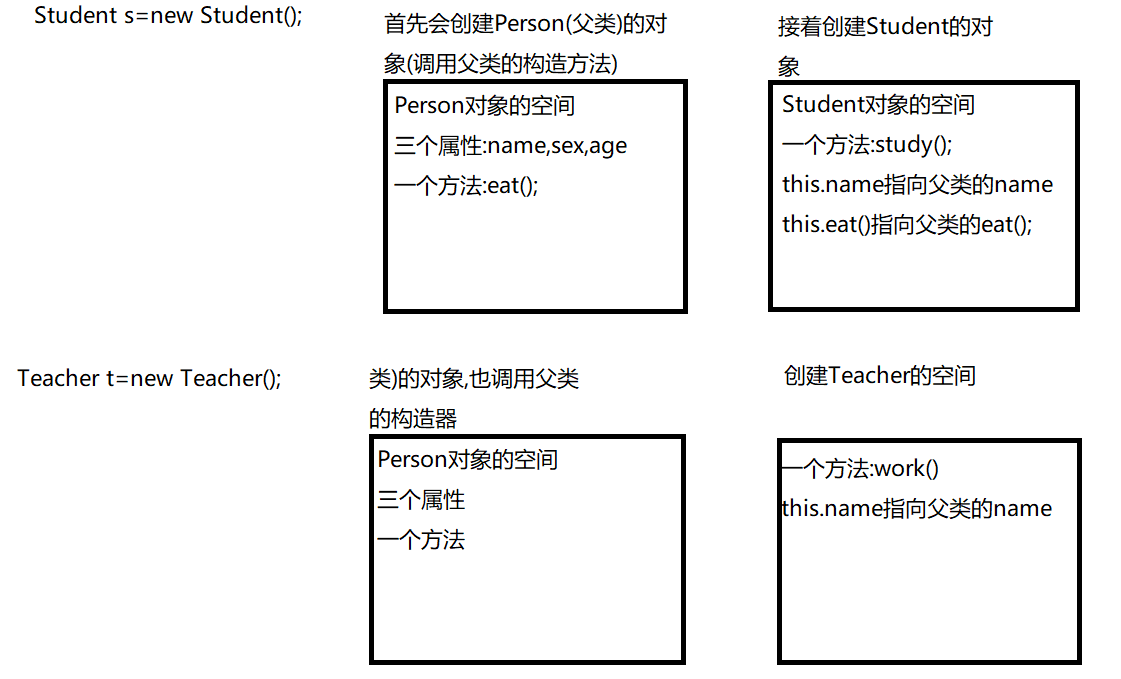 Student s=new Student();
首先会创建Person(父类)的对
象(调用父类的构造方法)
接着创建Student的对
象
Person对象的空间
三个属性:name,sex,age
一个方法:eat();
Student对象的空间
一个方法:study();
this.name指向父类的name
this.eat()指向父类的eat();
Teacher t=new Teacher();
类)的对象,也调用父类
的构造器
创建Teacher的空间
Person对象的空间
三个属性
一个方法
一个方法:work()
this.name指向父类的name